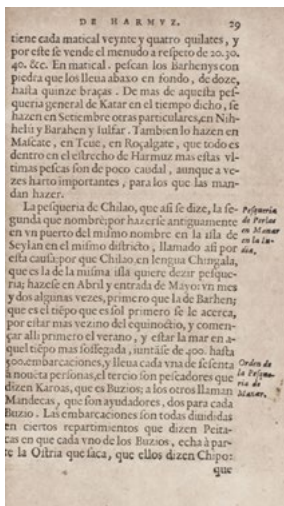 DE HARMVZ. 29
tiene cada matical veynte y quatro quilates, y
por este se vende el menudo a respeto de 20.30.
40. &c. En matical. pescan los Barhenys con
piedra que los lleua abaxo en fondo, de doze,
hasta quinze braças. De mas de aquesta pes-
queria general de Katar en el tiempo dicho, se
hazen en Setiembre otras particulares, en Nih-
helu y Barahen y Iulfar. Tambien lo hazen en
Mascate, en Teue, en Roçalgate, que todo es
dentro en el estrecho de Harmuz mas estas vl-
timas pescas son de poco caudal, aunque a ve-
zes harto importantes, para los que las man-
dan hazer.
La pesqueria de Chilao, que asi se dize, la se-
gunda que nombrè; por hazerse antiguamente
en vn puerto del mismo nombre en la isla de
Seylan en el mismo districto, llamado asi por
esta causa: por que Chilao, en lengua Chingala,
que es la de la misma isla quiere dezir pesque-
ria; hazese en Abril y entrada de Mayo: vn mes
y dos algunas vezes, primero que la de Barhen;
que es el tiẽpo que es sol primero se le acerca,
por estar mas vezino del equinoctio, y comen-
çar alli primero el verano, y estar la mar en a-
quel tiẽpo mas sossegada, iuntãse de 400. hasta
500. embarcaciones, y lleua cada vna de sesenta
a nouẽta personas, el tercio son pescadores que
dizen Karoas, que es Buzios; a los otros llaman
Mandecas, que son ayudadores, dos para cada
Buzio. Las embarcaciones son todas diuididas
en ciertos repartimientos que dizen Peita-
cas en que cada vno de los Buzios, echa à par-
te la Ostria que saca, que ellos dizen Chipo:
que
Pesqueria
de Perlas
en Manar
en la In-
dia,
Orden de
la Pesque-
ria de
Manar.